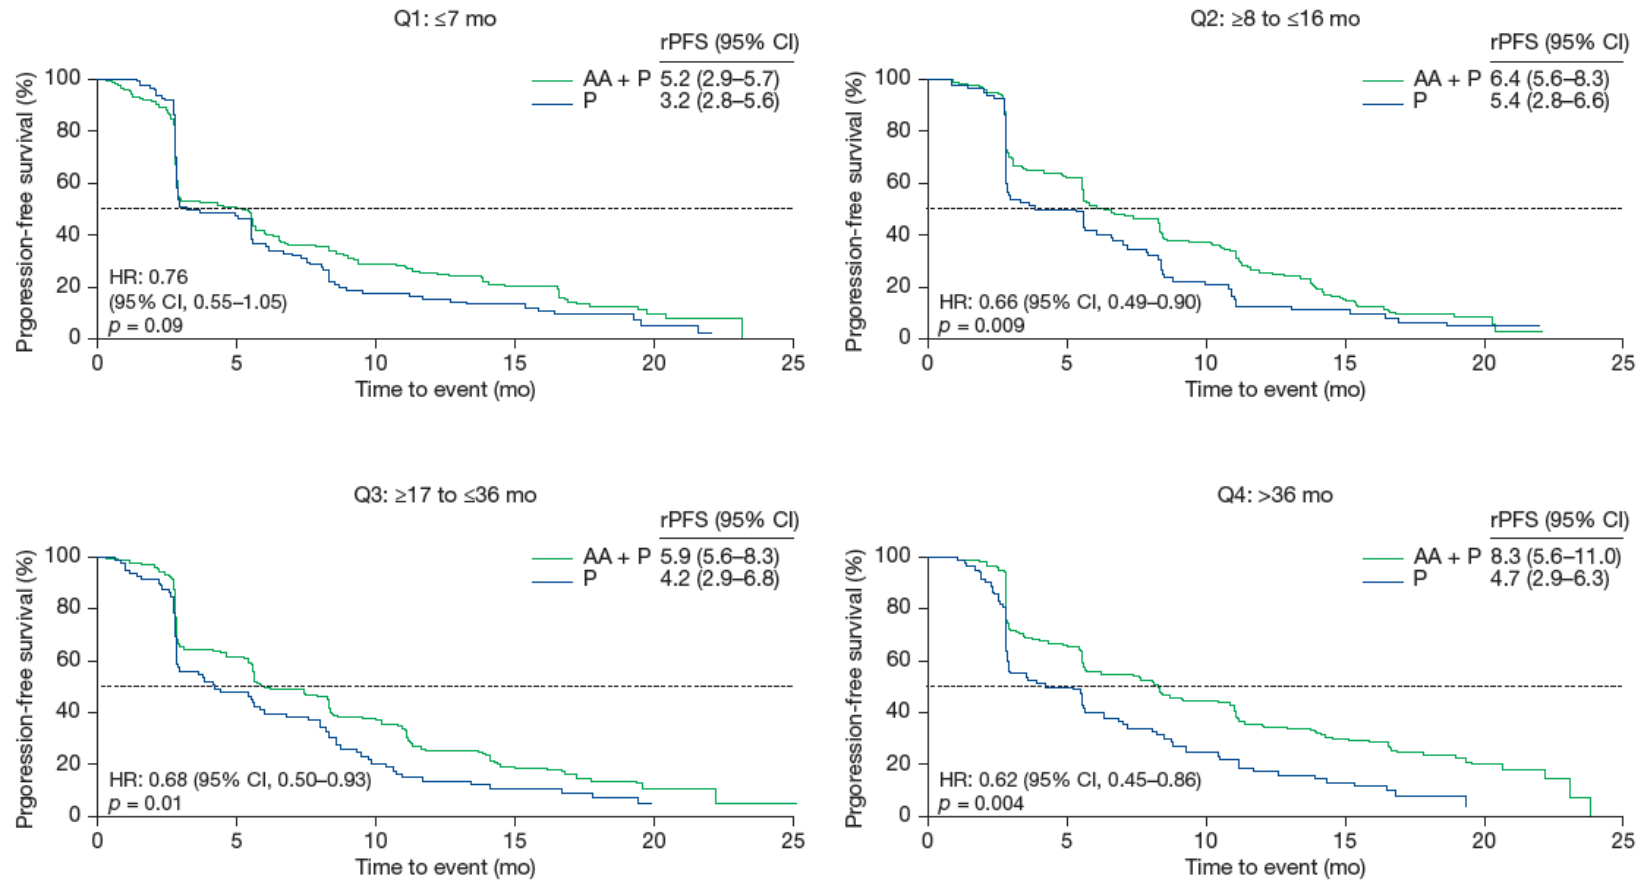 Q1: ≤7 mo
rPFS (95% CI)
AA + P 5.2 (2.9–5.7)
P 3.2 (2.8–5.6)
Prgoression-free survival (%)
100
80
60
40
20
0
HR: 0.76
(95% CI, 0.55–1.05)
p = 0.09
0 5 10 15 20 25
Time to event (mo)
Q2: ≥8 to ≤16 mo
rPFS (95% CI)
AA + P 6.4 (5.6–8.3)
P 5.4 (2.8–6.6)
Prgoression-free survival (%)
100
80
60
40
20
0
HR: 0.66 (95% CI, 0.49–0.90)
p = 0.009
0 5 10 15 20 25
Time to event (mo)
Q3: ≥17 to ≤36 mo
rPFS (95% CI)
AA + P 5.9 (5.6–8.3)
P 4.2 (2.9–6.8)
Prgoression-free survival (%)
100
80
60
40
20
0
HR: 0.68 (95% CI, 0.50–0.93)
p = 0.01
0 5 10 15 20 25
Time to event (mo)
Q4: >36 mo
rPFS (95% CI)
AA + P 8.3 (5.6–11.0)
P 4.7 (2.9–6.3)
Prgoression-free survival (%)
100
80
60
40
20
0
HR: 0.62 (95% CI, 0.45–0.86)
p = 0.004
0 5 10 15 20 25
Time to event (mo)